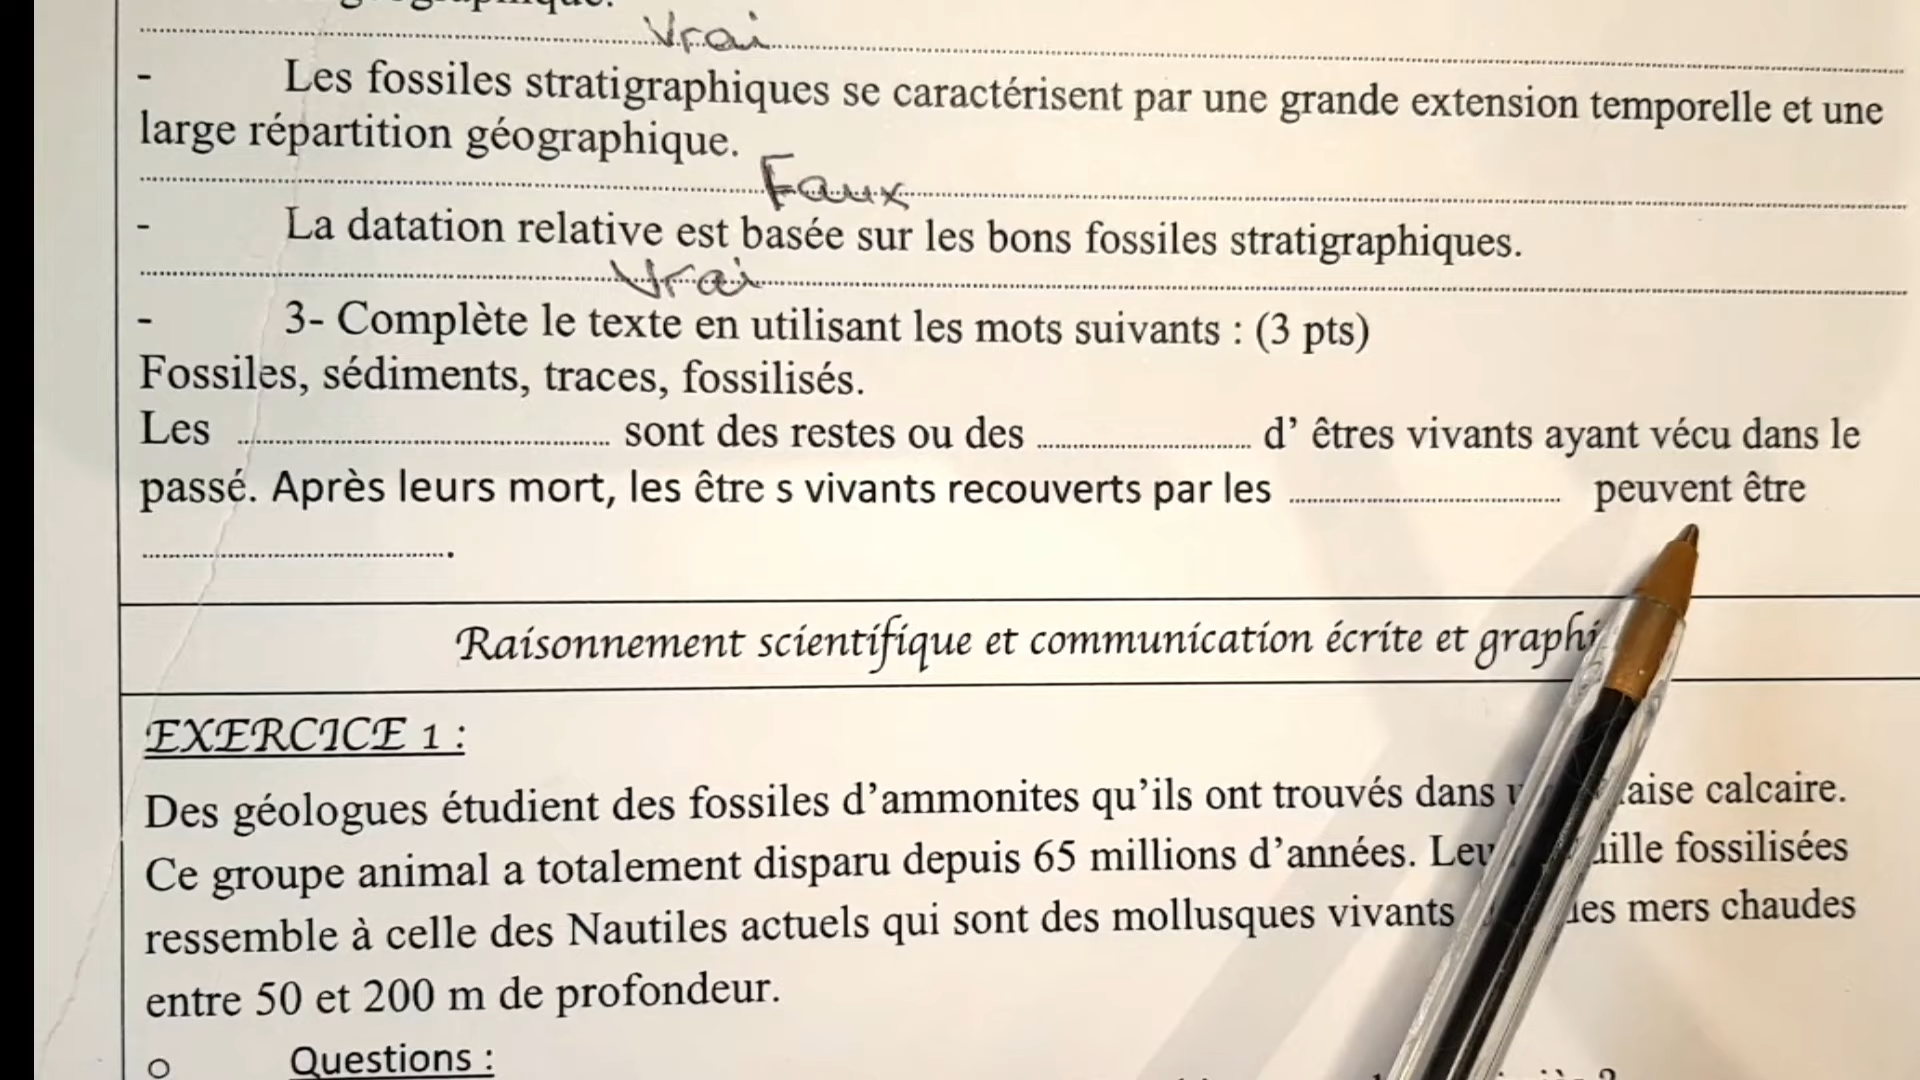 Vrai
- Les fossiles stratigraphiques se caractérisent par une grande extension temporelle et une
large répartition géographique.
Faux
- La datation relative est basée sur les bons fossiles stratigraphiques.
Vrai
- 3- Complète le texte en utilisant les mots suivants : (3 pts)
Fossiles, sédiments, traces, fossilisés.
Les ........................ sont des restes ou des ........................ d’ êtres vivants ayant vécu dans le
passé. Après leurs mort, les être s vivants recouverts par les ........................ peuvent être
.........................
Raisonnement scientifique et communication écrite et graphi
EXERCICE 1 :
Des géologues étudient des fossiles d’ammonites qu’ils ont trouvés dans aise calcaire.
Ce groupe animal a totalement disparu depuis 65 millions d’années. Leu ille fossilisées
ressemble à celle des Nautiles actuels qui sont des mollusques vivants les mers chaudes
entre 50 et 200 m de profondeur.
o Questions :